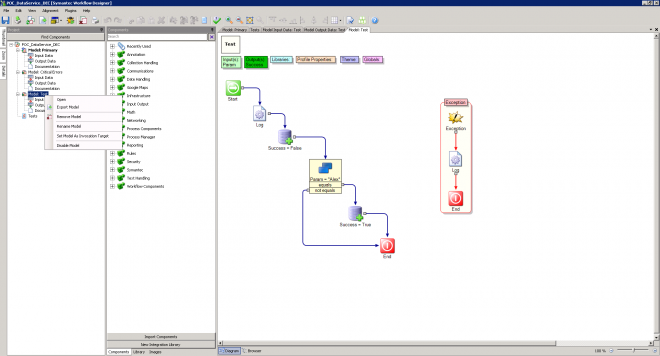 POC_DataService_DEC [Symantec Workflow Designer]
File Edit View Alignment Plugins Help
Project
Find Components
POC_DataService_DEC
Model: Primary
Input Data
Output Data
Documentation
Model: CriticalErrors
Input Data
Output Data
Documentation
Model: Test
Tests
Open
Export Model
Remove Model
Rename Model
Set Model As Invocation Target
Disable Model
Components
Search
Recently Used
Annotation
Collection Handling
Communications
Data Handling
Google Maps
Infrastructure
Input Output
Math
Networking
Process Components
Process Manager
Reporting
Rules
Security
Symantec
Text Handling
Workflow Components
Import Components
New Integration Library
Components Library Images
Model: Primary Tests Model Input Data: Test Model Output Data: Test Model: Test
Test
Input(s) Param
Output(s) Success
Libraries:
Profile Properties:
Theme:
Globals:
Start
Log
Success = False
Param = "Alex"
equals
not equals
Success = True
End
Exception
Exception
Log
End
Diagram Browser
100 %